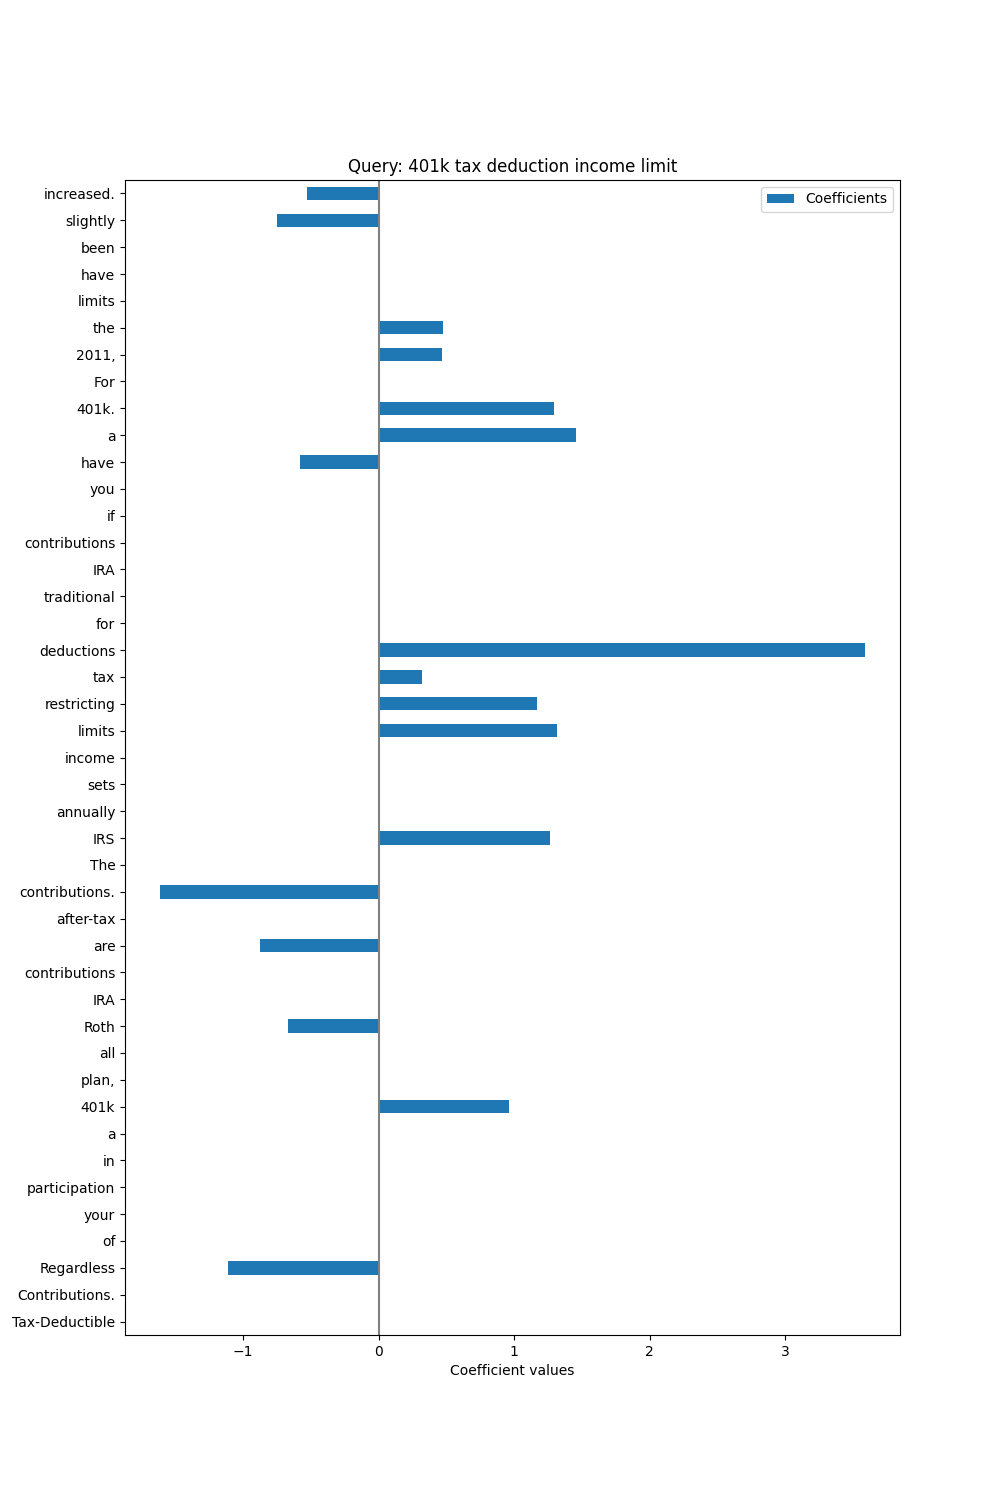 Query: 401k tax deduction income limit
Coefficients
increased.
slightly
been
have
limits
the
2011,
For
401k.
a
have
you
if
contributions
IRA
traditional
for
deductions
tax
restricting
limits
income
sets
annually
IRS
The
contributions.
after-tax
are
contributions
IRA
Roth
all
plan,
401k
a
in
participation
your
of
Regardless
Contributions.
Tax-Deductible
−1 0 1 2 3
Coefficient values